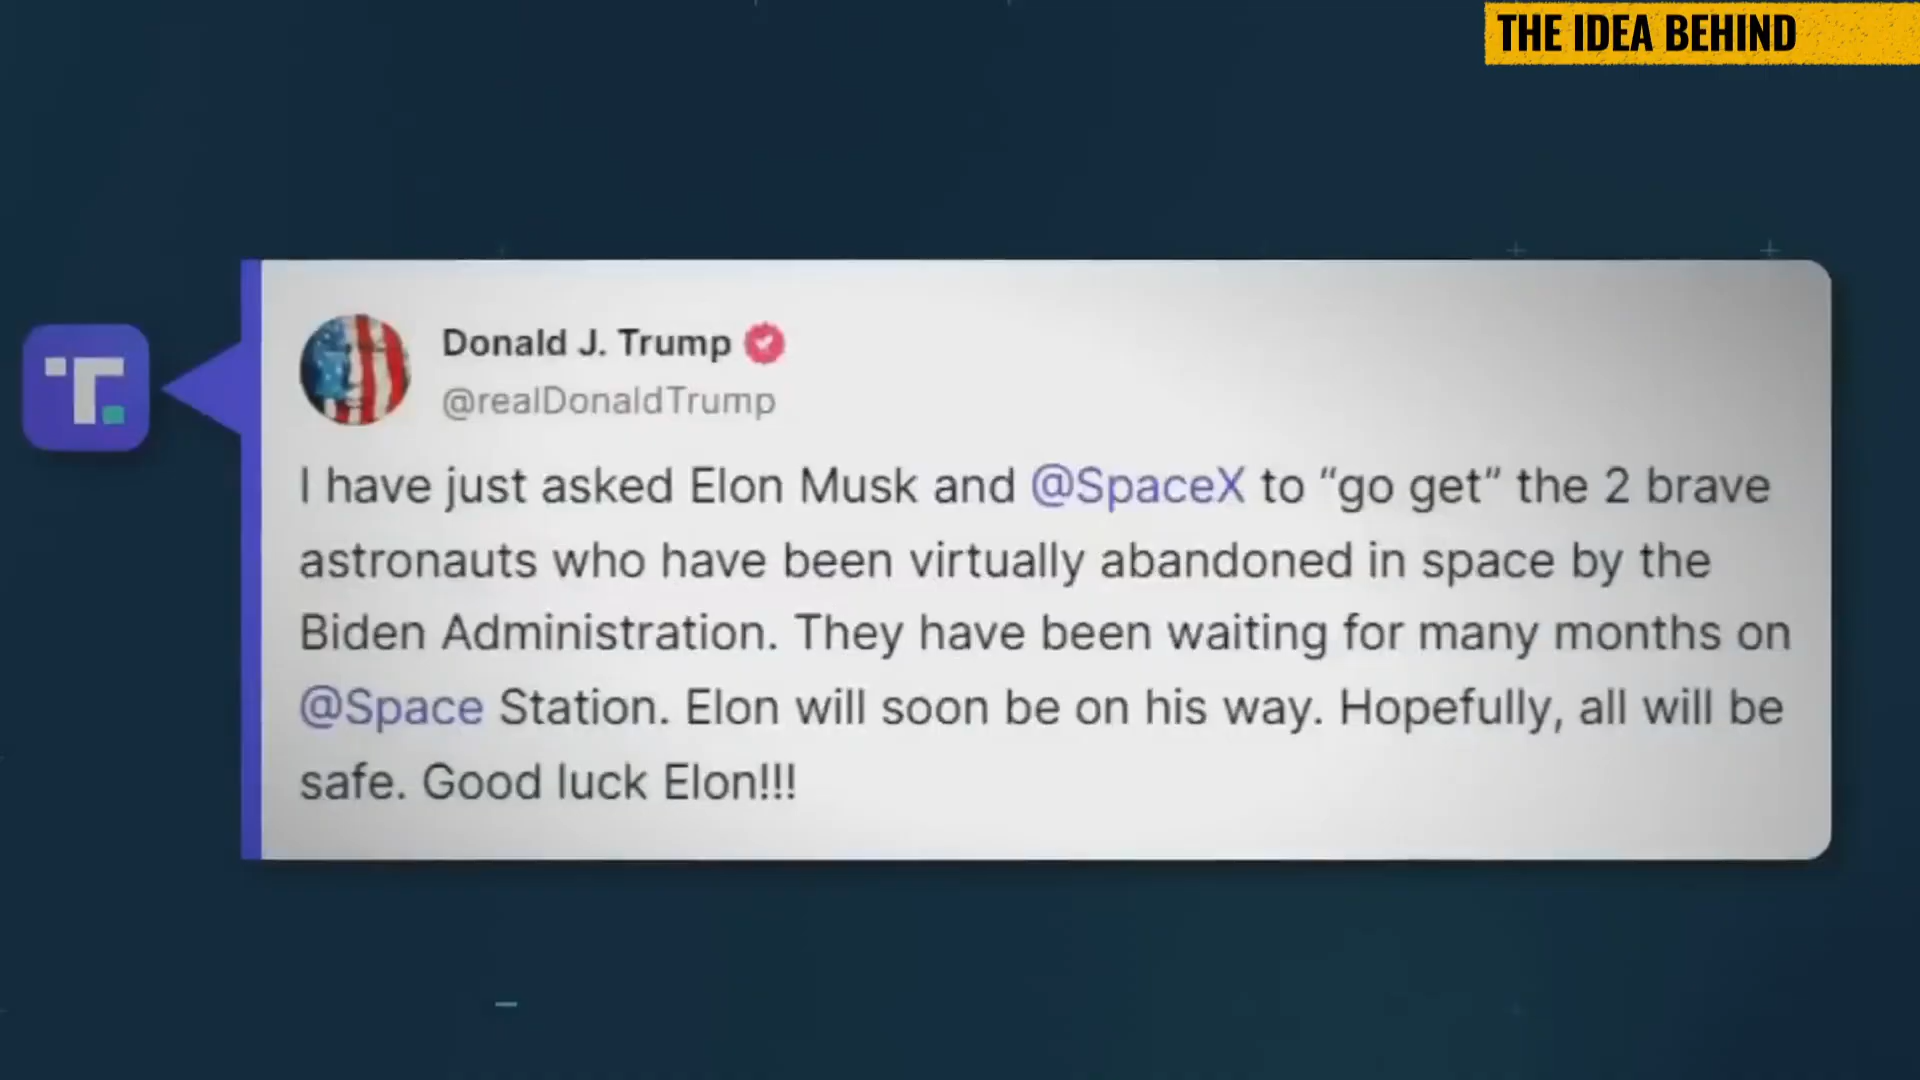 THE IDEA BEHIND
Donald J. Trump
@realDonaldTrump
I have just asked Elon Musk and @SpaceX to “go get” the 2 brave
astronauts who have been virtually abandoned in space by the
Biden Administration. They have been waiting for many months on
@Space Station. Elon will soon be on his way. Hopefully, all will be
safe. Good luck Elon!!!